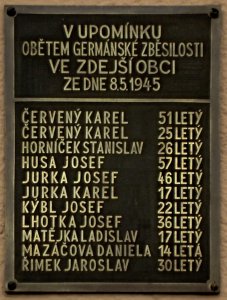 V UPOMÍNKU
OBĚTEM GERMÁNSKÉ ZBĚSILOSTI
VE ZDEJŠÍ OBCI
ZE DNE 8.5.1945
ČERVENÝ KAREL 51 LETÝ
ČERVENÝ KAREL 25 LETÝ
HORNÍČEK STANISLAV 26 LETÝ
HUSA JOSEF 57 LETÝ
JURKA JOSEF 46 LETÝ
JURKA KAREL 17 LETÝ
KÝBL JOSEF 22 LETÝ
LHOTKA JOSEF 36 LETÝ
MATĚJKA LADISLAV 17 LETÝ
MAZÁČOVÁ DANIELA 14 LETÁ
ŘÍMEK JAROSLAV 30 LETÝ